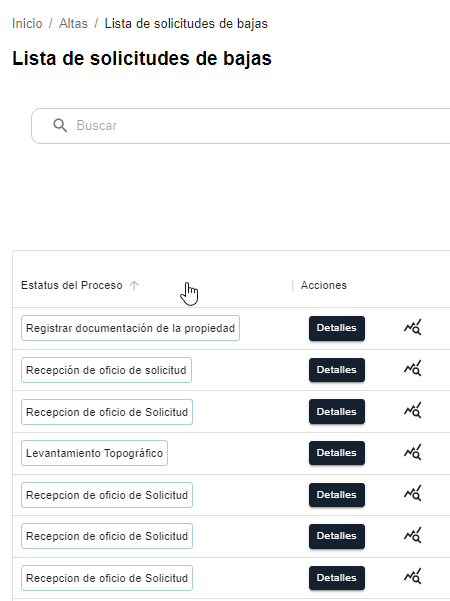 Inicio / Altas / Lista de solicitudes de bajas
Lista de solicitudes de bajas
Buscar
Estatus del Proceso Acciones
Registrar documentación de la propiedad Detalles
Recepción de oficio de solicitud Detalles
Recepcion de oficio de Solicitud Detalles
Levantamiento Topográfico Detalles
Recepcion de oficio de Solicitud Detalles
Recepcion de oficio de Solicitud Detalles
Recepcion de oficio de Solicitud Detalles